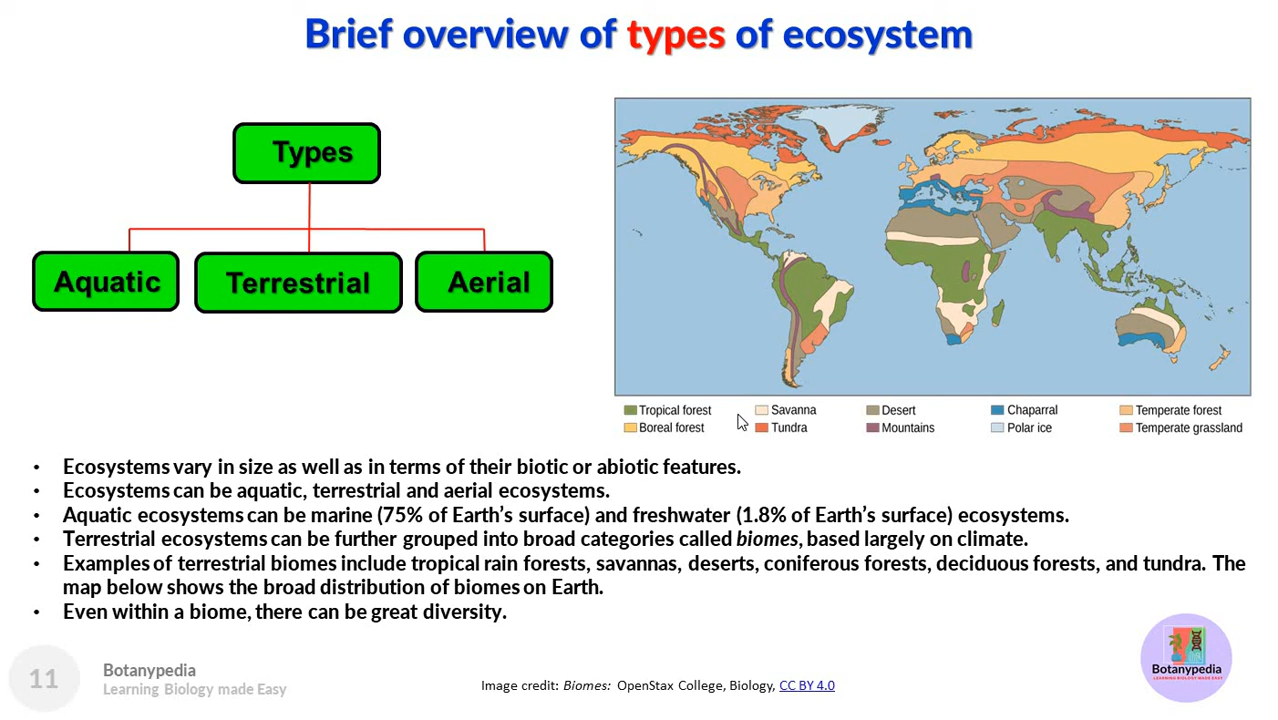 Brief overview of types of ecosystem
Types
Aquatic
Terrestrial
Aerial
Tropical forest
Savanna
Desert
Chaparral
Temperate forest
Boreal forest
Tundra
Mountains
Polar ice
Temperate grassland
• Ecosystems vary in size as well as in terms of their biotic or abiotic features.
• Ecosystems can be aquatic, terrestrial and aerial ecosystems.
• Aquatic ecosystems can be marine (75% of Earth’s surface) and freshwater (1.8% of Earth’s surface) ecosystems.
• Terrestrial ecosystems can be further grouped into broad categories called biomes, based largely on climate.
• Examples of terrestrial biomes include tropical rain forests, savannas, deserts, coniferous forests, deciduous forests, and tundra. The
map below shows the broad distribution of biomes on Earth.
• Even within a biome, there can be great diversity.
11
Botanypedia
Learning Biology made Easy
Image credit: Biomes: OpenStax College, Biology, CC BY 4.0
Botanypedia
LEARNING BIOLOGY MADE EASY